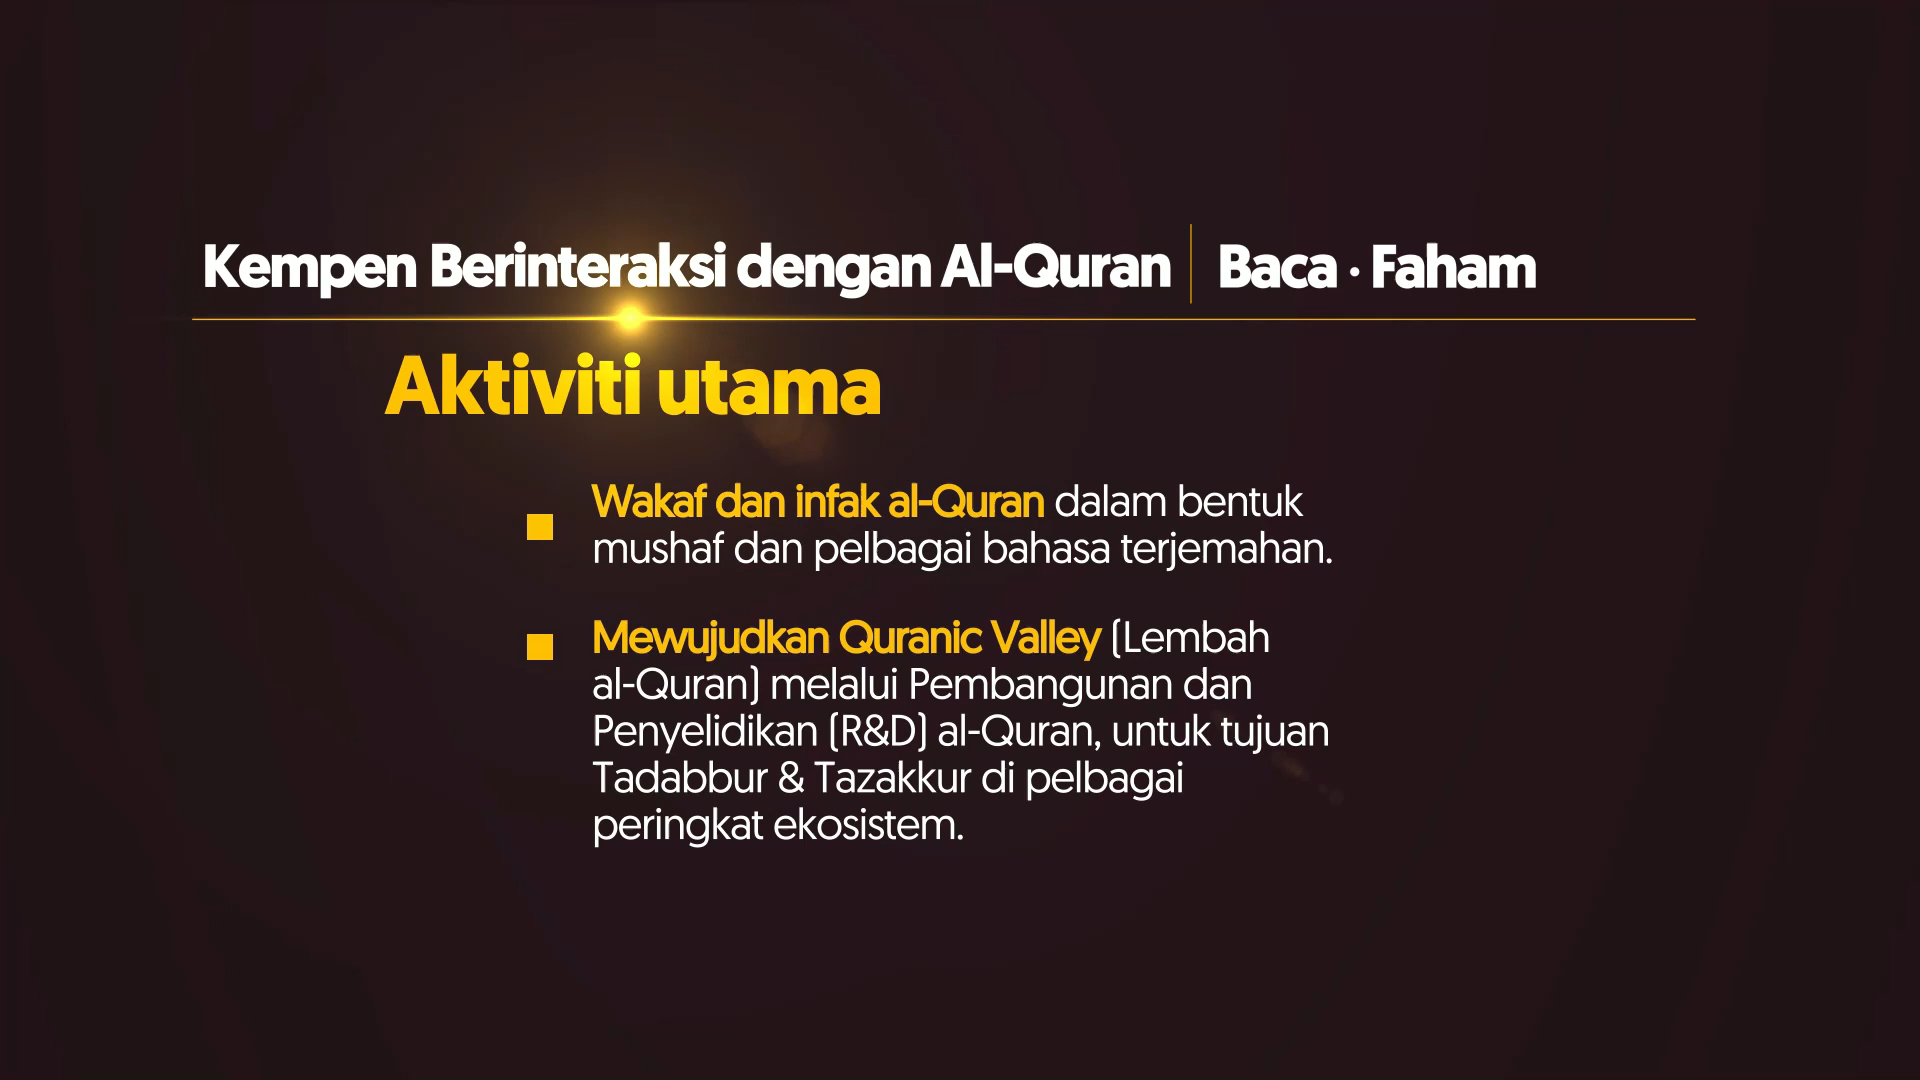 Kempen Berinteraksi dengan Al-Quran | Baca · Faham
Aktiviti utama
Wakaf dan infak al-Quran dalam bentuk
mushaf dan pelbagai bahasa terjemahan.
Mewujudkan Quranic Valley (Lembah
al-Quran) melalui Pembangunan dan
Penyelidikan (R&D) al-Quran, untuk tujuan
Tadabbur & Tazakkur di pelbagai
peringkat ekosistem.